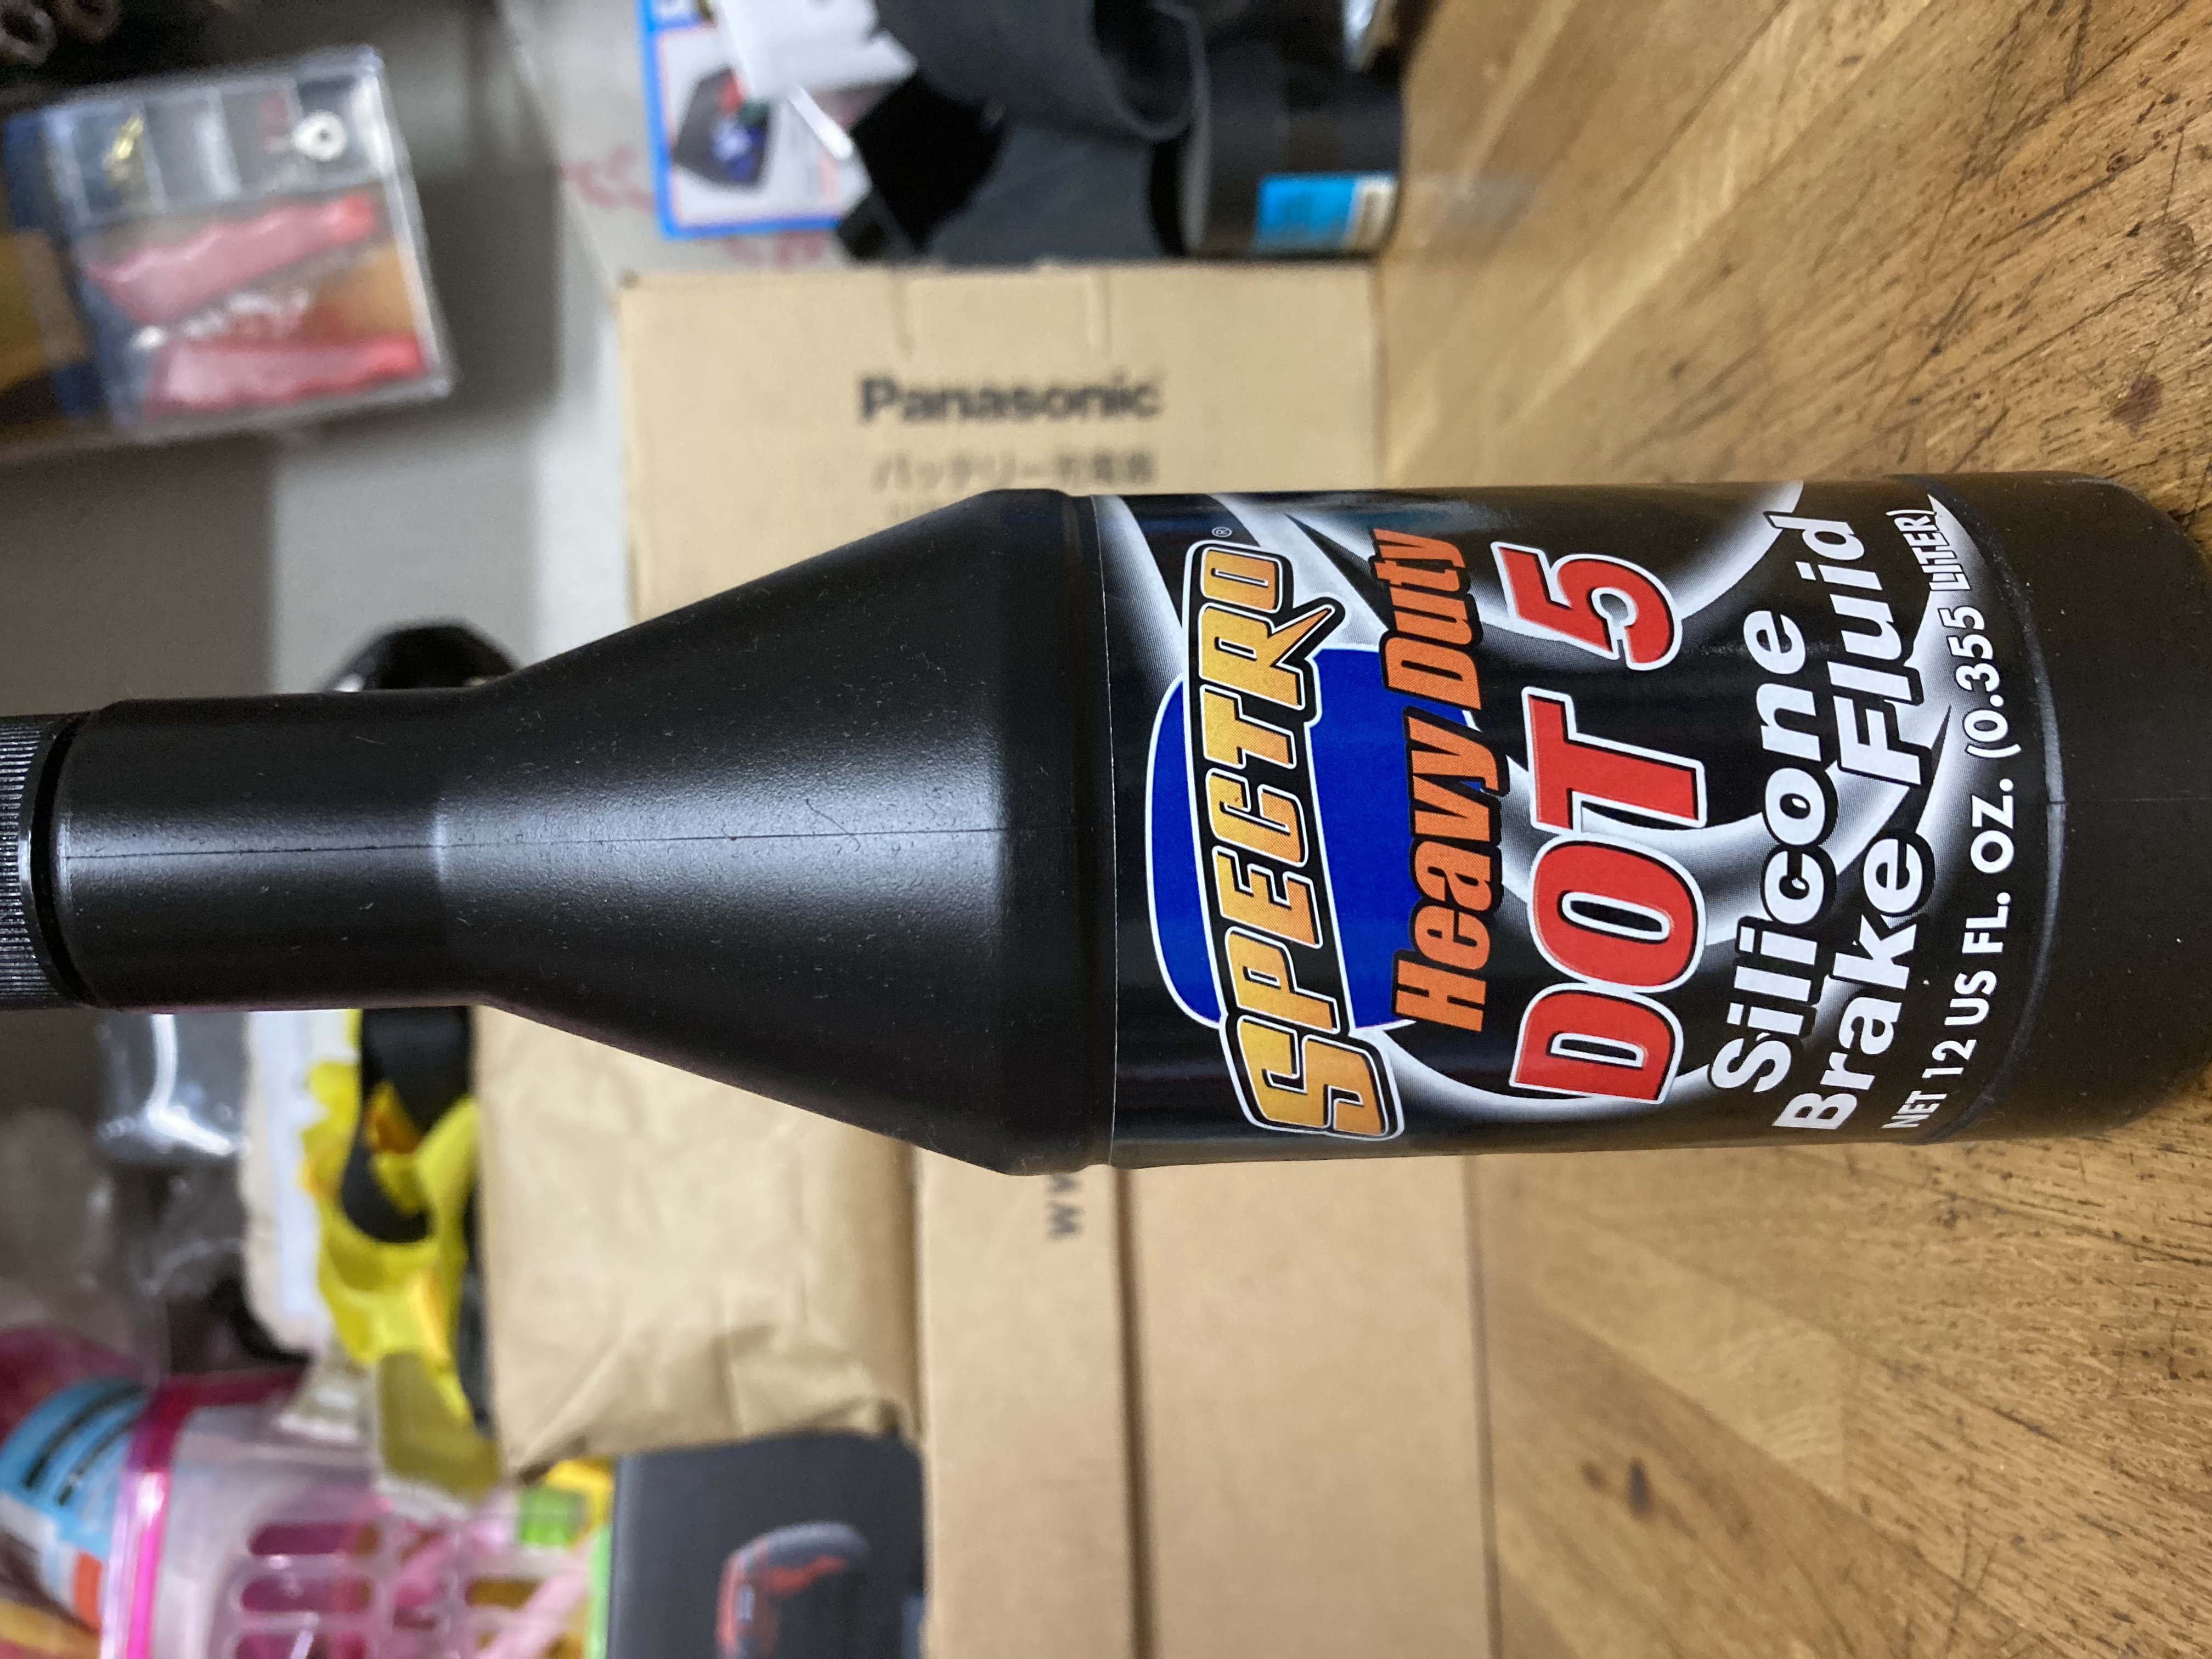 SPECTRO®
Heavy Duty
DOT 5
Silicone
Brake Fluid
NET 12 US FL. OZ. (0.355 LITER)
Panasonic
バッテリー充電器